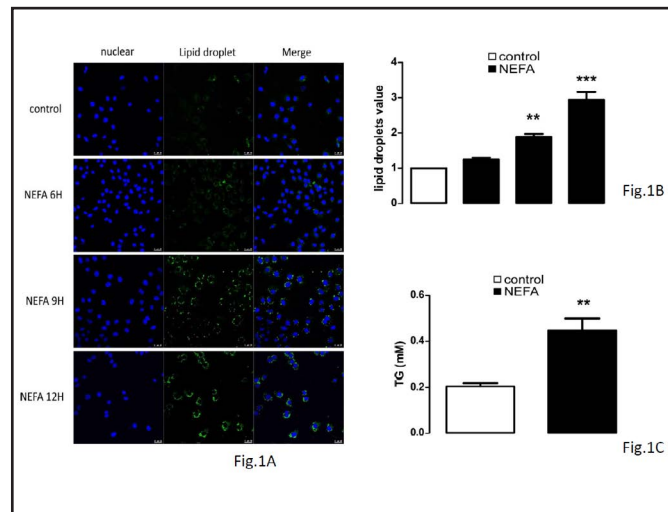 nuclear Lipid droplet Merge
control
NEFA 6H
NEFA 9H
NEFA 12H
Fig.1A
control
NEFA
lipid droplets value
4
3
2
1
0
**
***
Fig.1B
control
NEFA
TG (mM)
0.6
0.4
0.2
0.0
**
Fig.1C